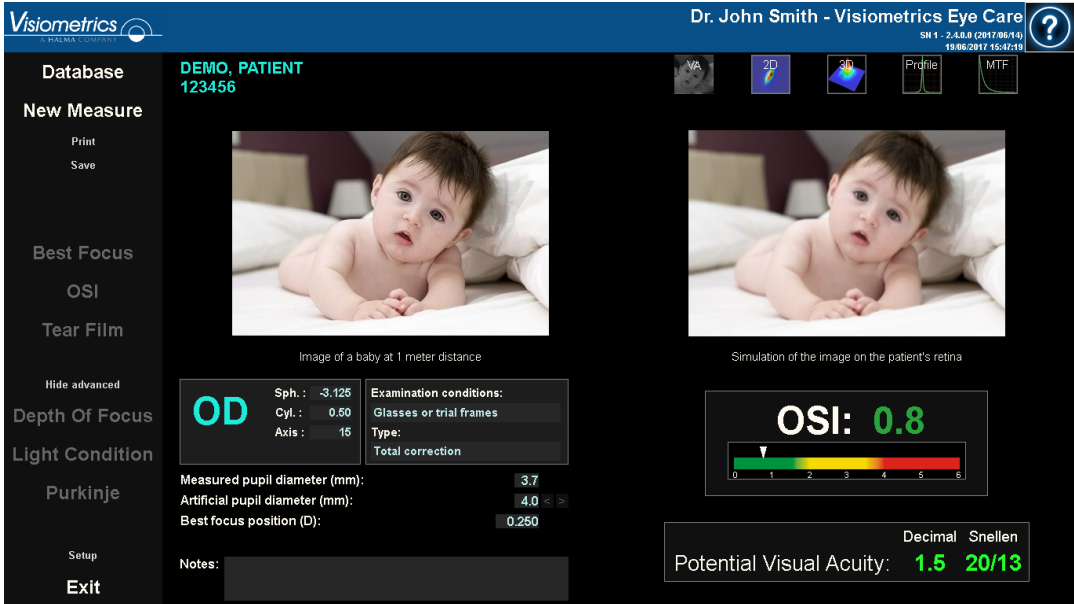 Visiometrics
A HALMA COMPANY
Dr. John Smith - Visiometrics Eye Care
SN 1 - 2.4.0.0 (2017/06/14)
19/06/2017 15:47:19
?
Database
New Measure
Print
Save
Best Focus
OSI
Tear Film
Hide advanced
Depth Of Focus
Light Condition
Purkinje
Setup
Exit
DEMO, PATIENT
123456
VA
2D
3D
Profile
MTF
Image of a baby at 1 meter distance
Simulation of the image on the patient's retina
OD
Sph. : -3.125
Cyl. : 0.50
Axis : 15
Examination conditions:
Glasses or trial frames
Type:
Total correction
Measured pupil diameter (mm): 3.7
Artificial pupil diameter (mm): 4.0 < >
Best focus position (D): 0.250
Notes:
OSI: 0.8
0 1 2 3 4 5 6
Decimal Snellen
Potential Visual Acuity: 1.5 20/13